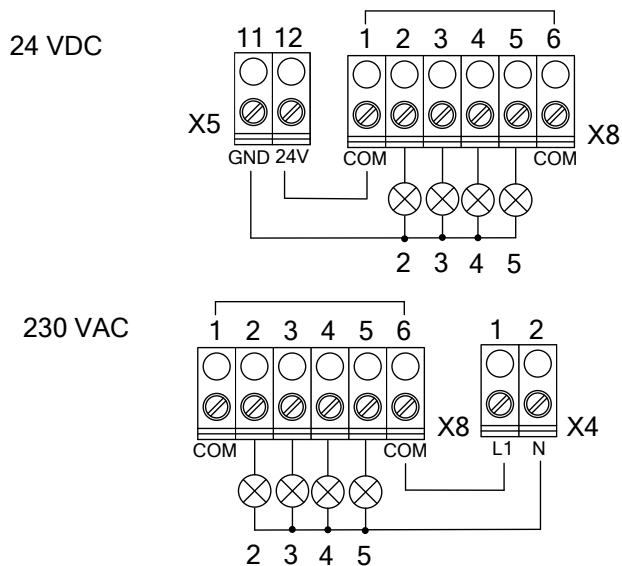 24 VDC
11 12
1 2 3 4 5 6
X5
X8
GND 24V
COM
COM
2 3 4 5
230 VAC
1 2 3 4 5 6
1 2
X8
X4
COM
COM
L1 N
2 3 4 5